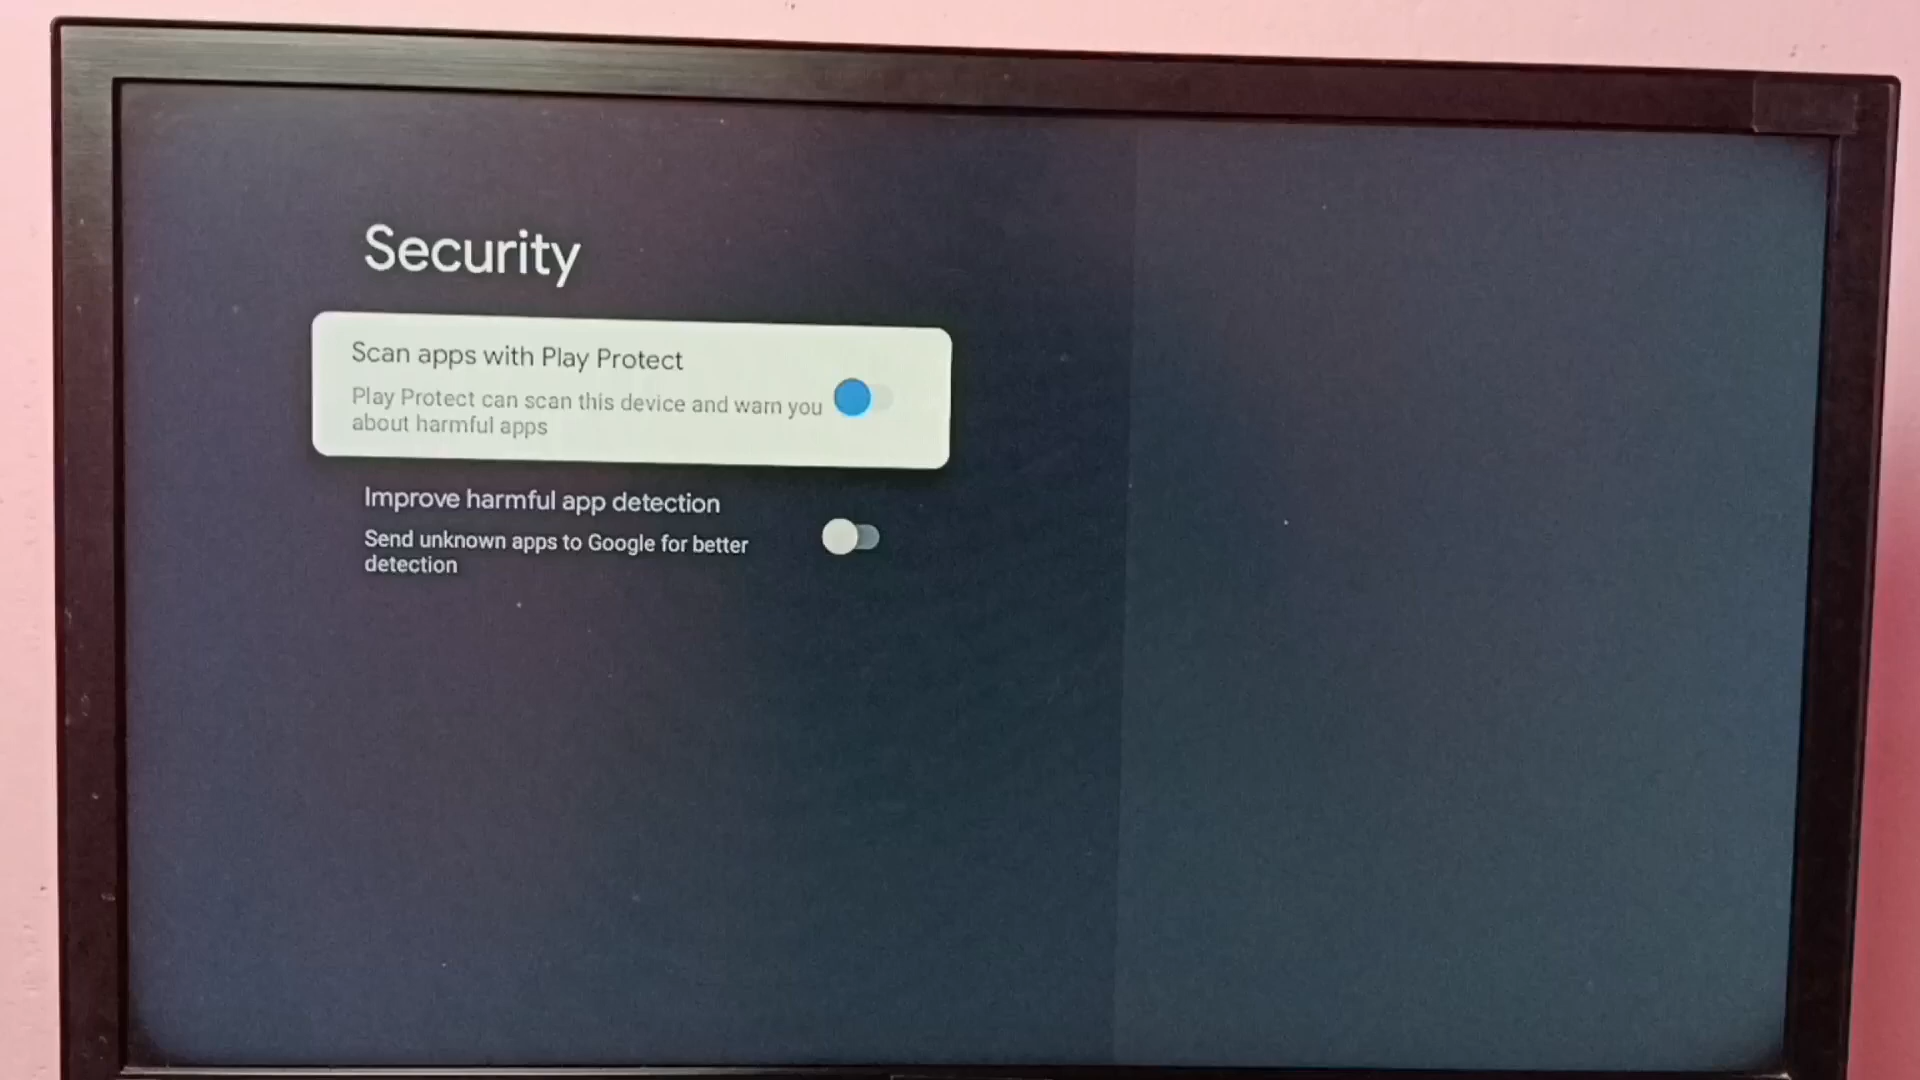 Security
Scan apps with Play Protect
Play Protect can scan this device and warn you
about harmful apps
Improve harmful app detection
Send unknown apps to Google for better
detection